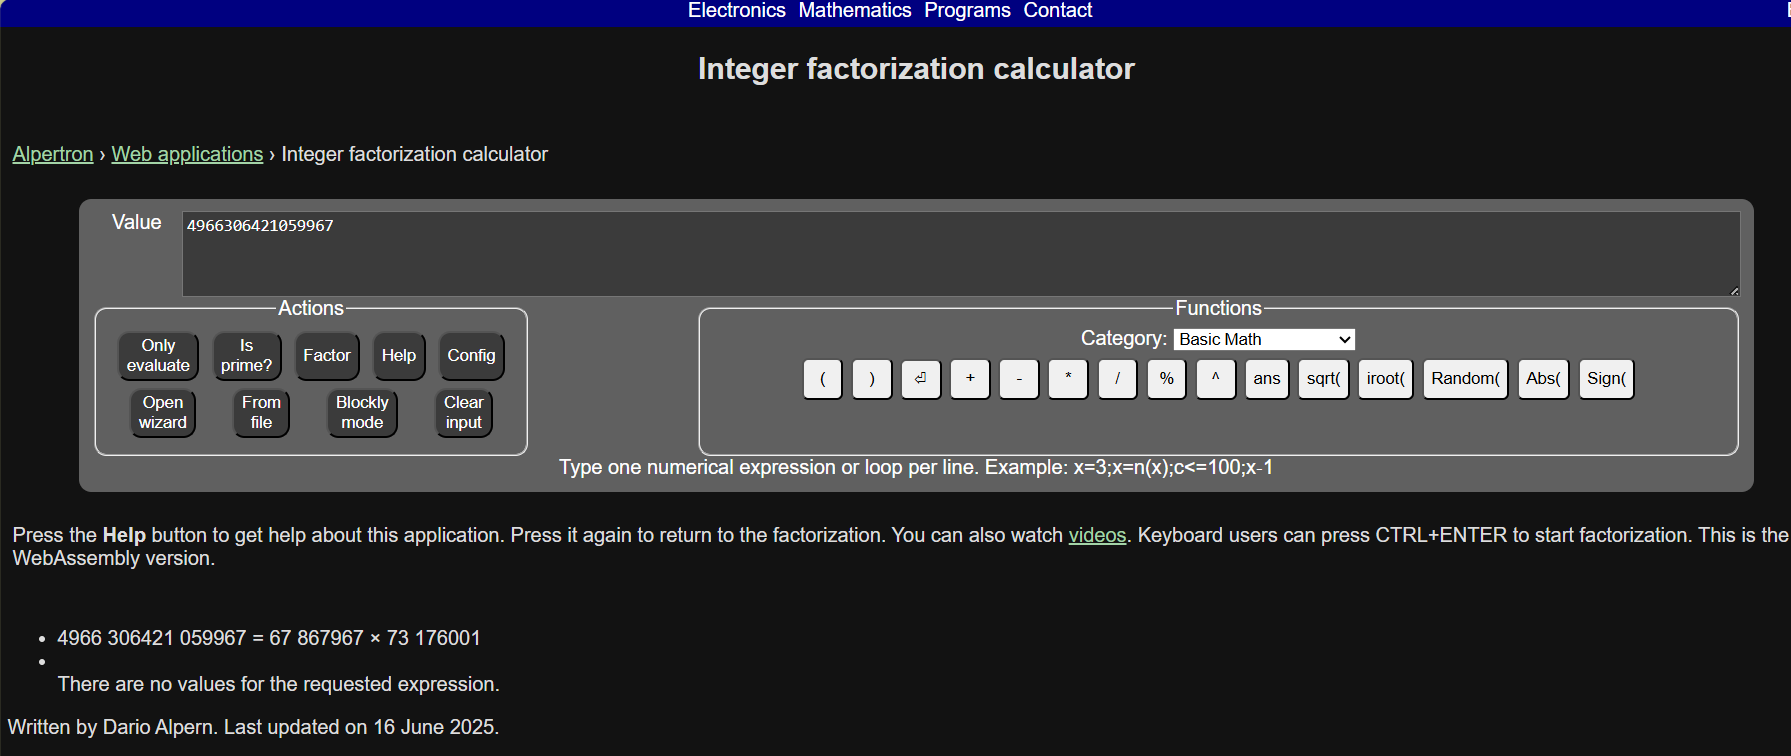 Electronics Mathematics Programs Contact
Integer factorization calculator
Alpertron › Web applications › Integer factorization calculator
Value
4966306421059967
Actions
Only evaluate
Is prime?
Factor
Help
Config
Open wizard
From file
Blockly mode
Clear input
Functions
Category: Basic Math
( ) ⏎ + - * / % ^ ans sqrt( iroot( Random( Abs( Sign(
Type one numerical expression or loop per line. Example: x=3;x=n(x);c<=100;x-1
Press the Help button to get help about this application. Press it again to return to the factorization. You can also watch videos. Keyboard users can press CTRL+ENTER to start factorization. This is the
WebAssembly version.
4966 306421 059967 = 67 867967 × 73 176001
There are no values for the requested expression.
Written by Dario Alpern. Last updated on 16 June 2025.